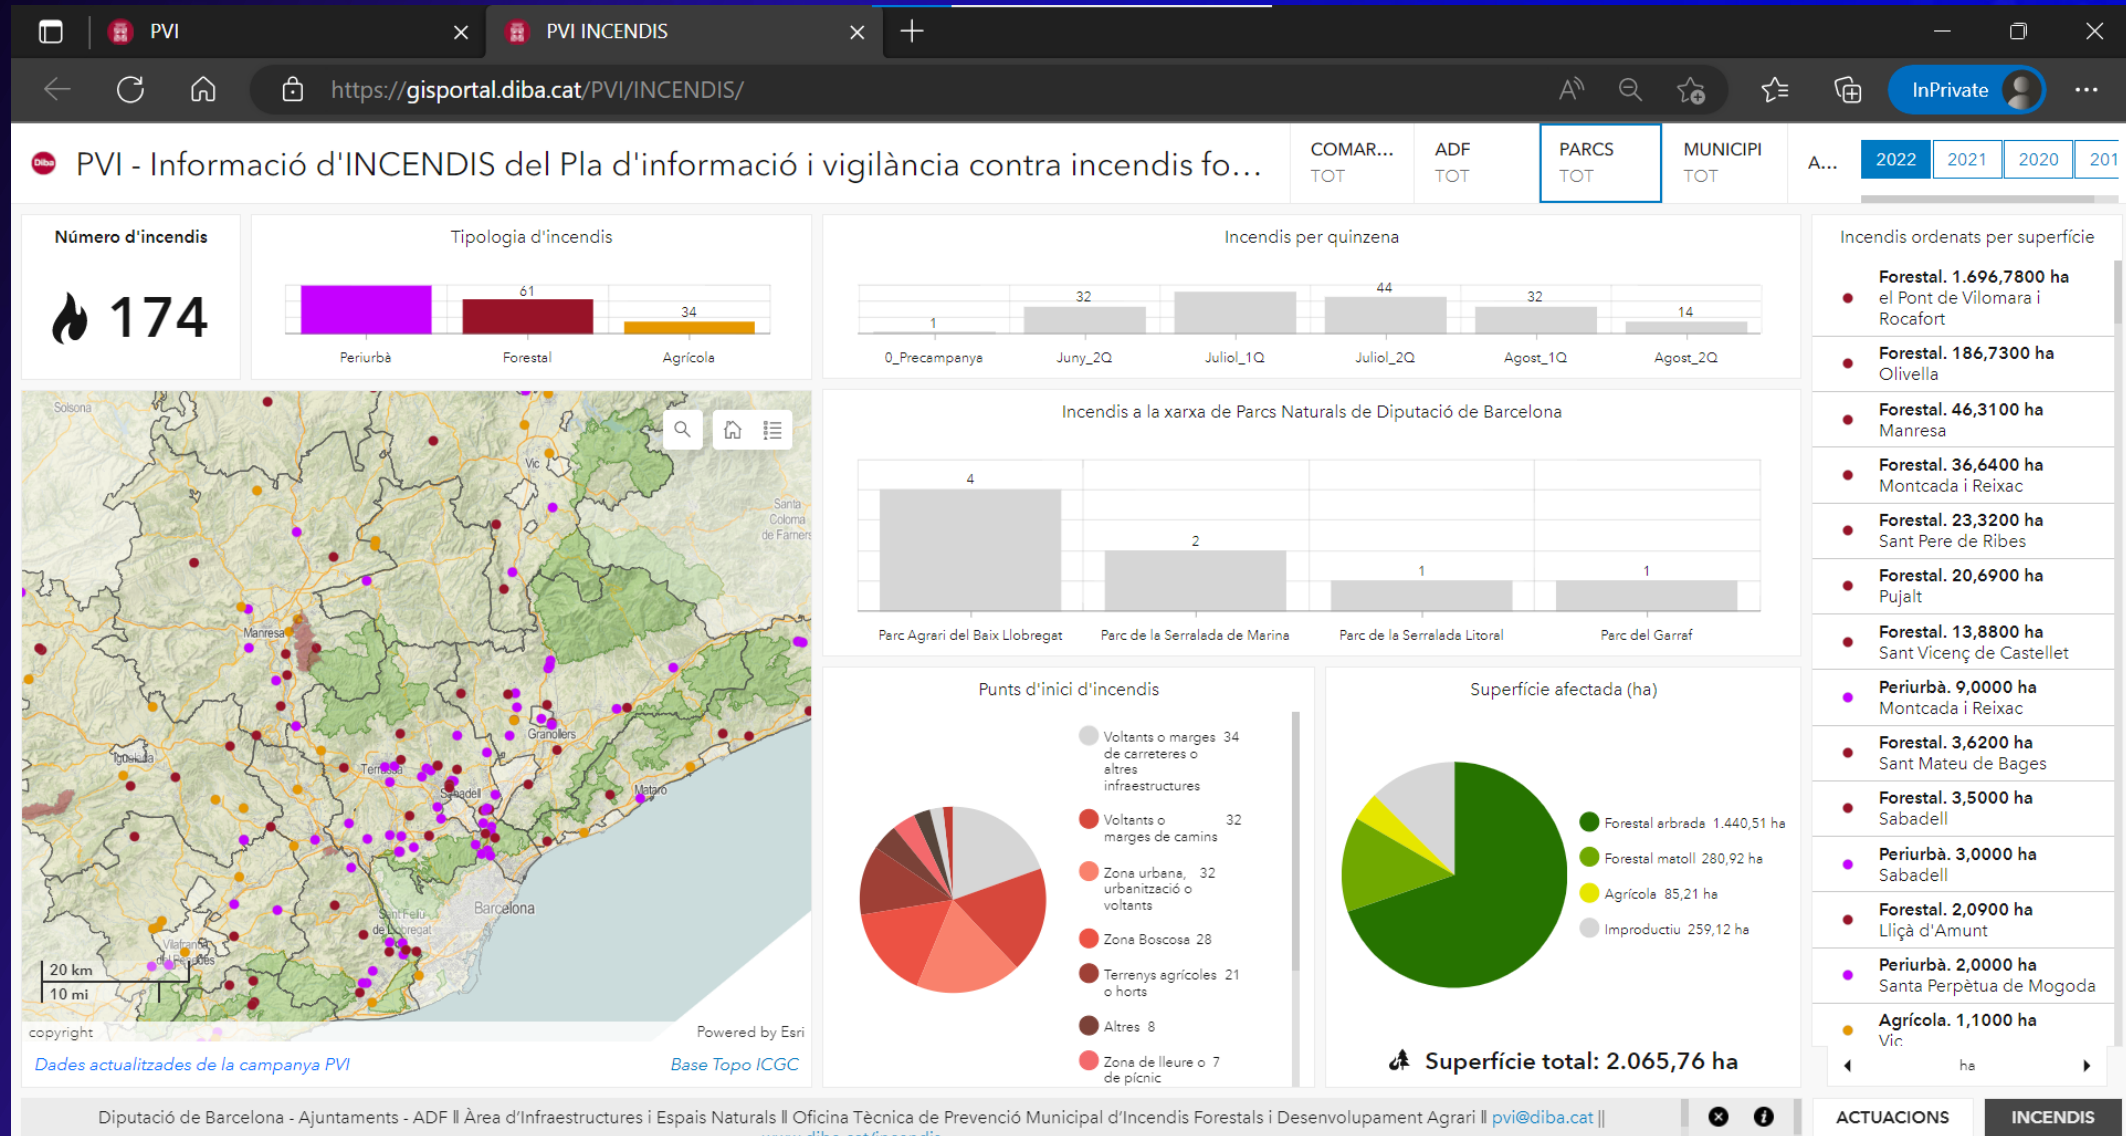 PVI
PVI INCENDIS
https://gisportal.diba.cat/PVI/INCENDIS/
InPrivate
Diba
PVI - Informació d'INCENDIS del Pla d'informació i vigilància contra incendis fo...
COMAR...
TOT
ADF
TOT
PARCS
TOT
MUNICIPI
TOT
A...
2022
2021
2020
201
Número d'incendis
174
Tipologia d'incendis
61
34
Periurbà
Forestal
Agrícola
Incendis per quinzena
1
32
44
32
14
0_Precampanya
Juny_2Q
Juliol_1Q
Juliol_2Q
Agost_1Q
Agost_2Q
Solsona
Vic
Santa
Coloma
de Farners
Manresa
Igualada
Granollers
Terrassa
Sabadell
Mataró
Barcelona
Sant Feliu
de Llobregat
Vilafranca
del Penedès
20 km
10 mi
copyright
Powered by Esri
Dades actualitzades de la campanya PVI
Base Topo ICGC
Incendis a la xarxa de Parcs Naturals de Diputació de Barcelona
4
2
1
1
Parc Agrari del Baix Llobregat
Parc de la Serralada de Marina
Parc de la Serralada Litoral
Parc del Garraf
Punts d'inici d'incendis
Voltants o marges 34
de carreteres o
altres
infraestructures
Voltants o 32
marges de camins
Zona urbana, 32
urbanització o
voltants
Zona Boscosa 28
Terrenys agrícoles 21
o horts
Altres 8
Zona de lleure o 7
de pícnic
Superfície afectada (ha)
Forestal arbrada 1.440,51 ha
Forestal matoll 280,92 ha
Agrícola 85,21 ha
Improductiu 259,12 ha
Superfície total: 2.065,76 ha
Incendis ordenats per superfície
Forestal. 1.696,7800 ha
el Pont de Vilomara i
Rocafort
Forestal. 186,7300 ha
Olivella
Forestal. 46,3100 ha
Manresa
Forestal. 36,6400 ha
Montcada i Reixac
Forestal. 23,3200 ha
Sant Pere de Ribes
Forestal. 20,6900 ha
Pujalt
Forestal. 13,8800 ha
Sant Vicenç de Castellet
Periurbà. 9,0000 ha
Montcada i Reixac
Forestal. 3,6200 ha
Sant Mateu de Bages
Forestal. 3,5000 ha
Sabadell
Periurbà. 3,0000 ha
Sabadell
Forestal. 2,0900 ha
Lliçà d'Amunt
Periurbà. 2,0000 ha
Santa Perpètua de Mogoda
Agrícola. 1,1000 ha
Vic
ha
Diputació de Barcelona - Ajuntaments - ADF || Àrea d'Infraestructures i Espais Naturals || Oficina Tècnica de Prevenció Municipal d'Incendis Forestals i Desenvolupament Agrari || pvi@diba.cat ||
www.diba.cat/incendis
ACTUACIONS
INCENDIS